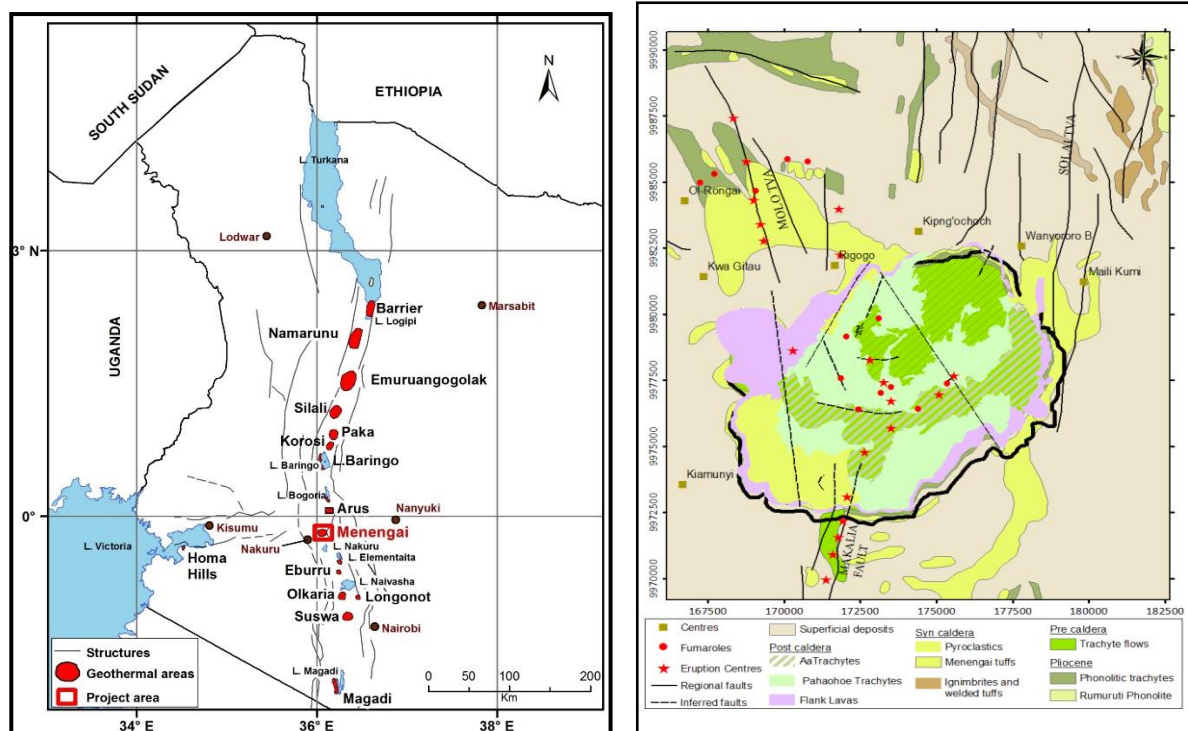 N
ETHIOPIA
SOUTH SUDAN
L. Turkana
Lodwar
3° N
Marsabit
Barrier
L. Logipi
Namarunu
UGANDA
Emuruangogolak
Silali
Paka
Korosi
L. Baringo
L.Baringo
L. Bogoria
Arus
Nanyuki
0°
Kisumu
Menengai
L. Victoria
Nakuru
L. Nakuru
L. Elementaita
Homa
Hills
Eburru
L. Naivasha
Olkaria
Longonot
Suswa
Nairobi
Structures
Geothermal areas
Project area
L. Magadi
Magadi
0 50 100 200
Km
34° E
36° E
38° E
9990000
9987500
9985000
9982500
9980000
9977500
9975000
9972500
9970000
SOLAI TVA
MOLO TVA
Ol-Rongai
Kipng'ochoch
Wanyororo B
Rigogo
Kwa Gitau
Maili Kumi
Kiamunyi
MAKALIA
FAULT
167500
170000
172500
175000
177500
180000
182500
Centres
Fumaroles
Eruption Centres
Regional faults
Inferred faults
Superficial deposits
Post caldera
AaTrachytes
Pahaohoe Trachytes
Flank Lavas
Syn caldera
Pyroclastics
Menengai tuffs
Ignimbrites and
welded tuffs
Pre caldera
Trachyte flows
Pliocene
Phonolitic trachytes
Rumuruti Phonolite